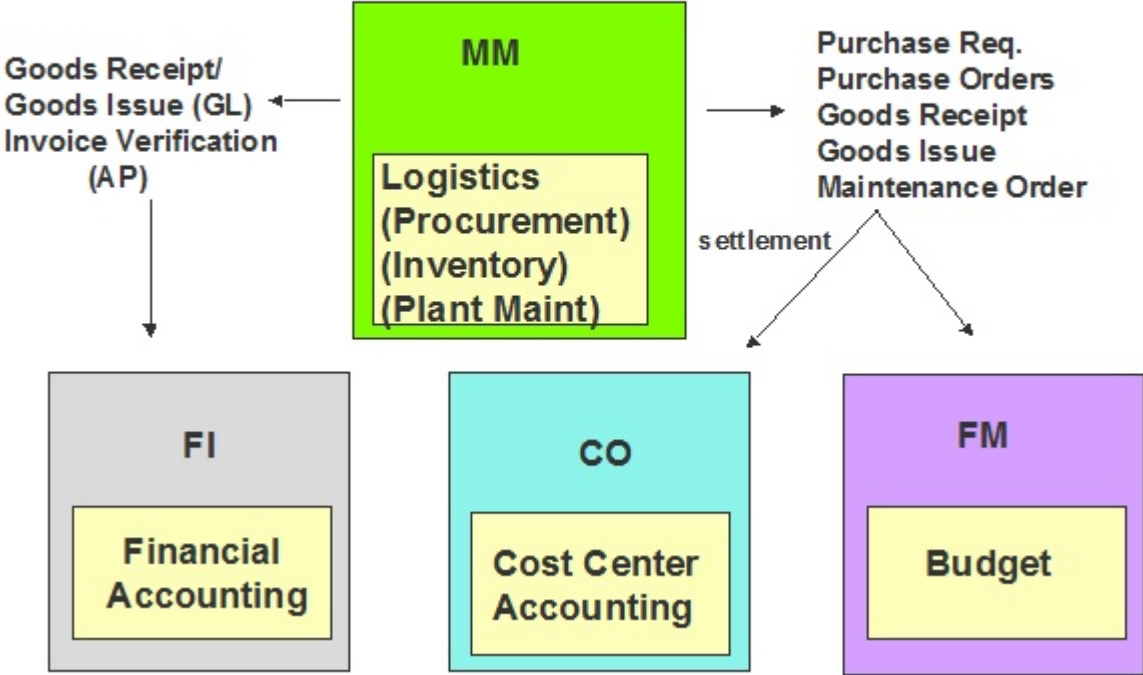 MM
Goods Receipt/
Goods Issue (GL)
Invoice Verification
(AP)
Purchase Req.
Purchase Orders
Goods Receipt
Goods Issue
Maintenance Order
Logistics
(Procurement)
(Inventory)
(Plant Maint)
settlement
FI
Financial
Accounting
CO
Cost Center
Accounting
FM
Budget